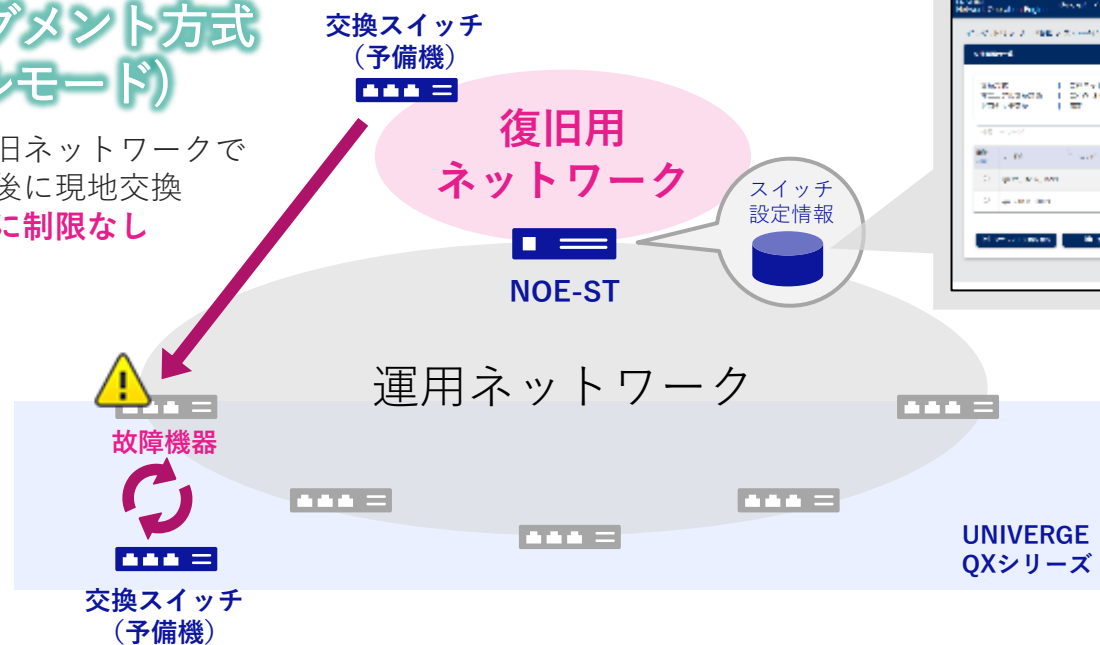 グメント方式
レモード)
旧ネットワークで
後に現地交換
に制限なし
交換スイッチ
（予備機）
復旧用
ネットワーク
スイッチ
設定情報
NOE-ST
運用ネットワーク
故障機器
交換スイッチ
（予備機）
UNIVERGE
QXシリーズ